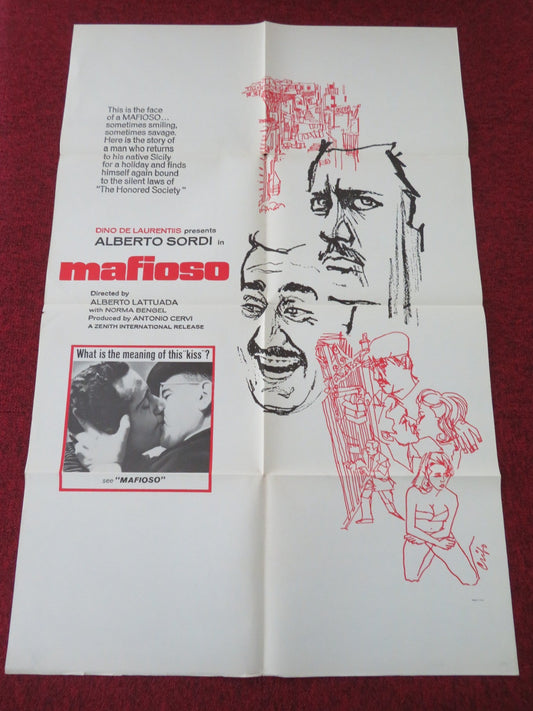 This is the face
of a MAFIOSO...
sometimes smiling,
sometimes savage.
Here is the story of
a man who returns
to his native Sicily
for a holiday and finds
himself again bound
to the silent laws of
"The Honored Society"
DINO DE LAURENTIIS presents
ALBERTO SORDI in
mafioso
Directed by
ALBERTO LATTUADA
with NORMA BENGEL
Produced by ANTONIO CERVI
A ZENITH INTERNATIONAL RELEASE
What is the meaning of this "kiss"?
see "MAFIOSO"